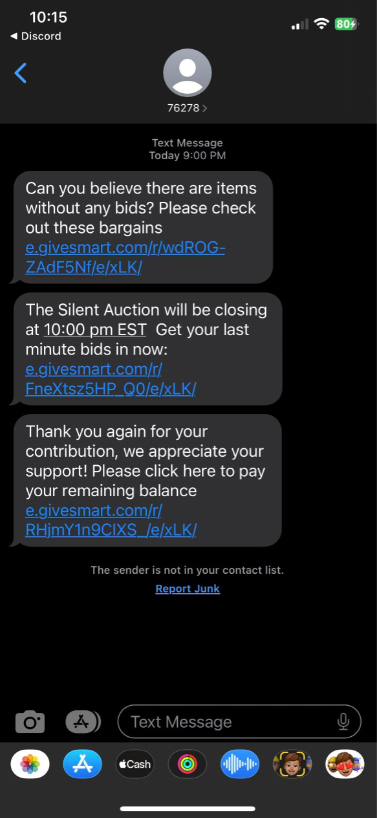 10:15
80
◀ Discord
76278 >
Text Message
Today 9:00 PM
Can you believe there are items
without any bids? Please check
out these bargains
e.givesmart.com/r/wdROG-
ZAdF5Nf/e/xLK/
The Silent Auction will be closing
at 10:00 pm EST  Get your last
minute bids in now:
e.givesmart.com/r/
FneXtsz5HP_Q0/e/xLK/
Thank you again for your
contribution, we appreciate your
support! Please click here to pay
your remaining balance
e.givesmart.com/r/
RHjmY1n9CIXS_/e/xLK/
The sender is not in your contact list.
Report Junk
Text Message
Cash